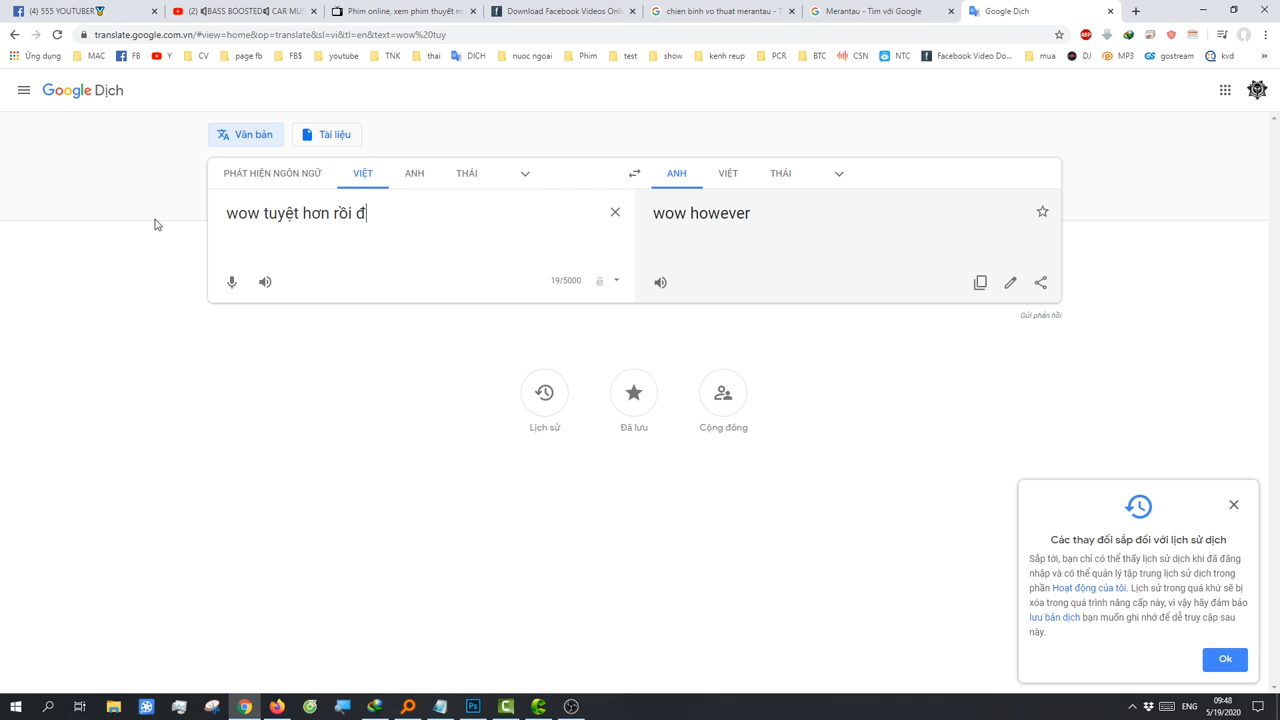 (4) 555 YOUTUBER
(2) 【BASS BOOSTED】 CAR MUS
Phim online, xem phim thuyết m
Download Facebook Videos Onli
chien binh vo thuat merantau - T
Merantau - Tìm với Google
Google Dịch
translate.google.com.vn/#view=home&op=translate&sl=vi&tl=en&text=wow%20tuy
Ứng dụng MAC FB Y CV page fb FB$ youtube TNK thai DICH nuoc ngoai Phim test show kenh reup PCR BTC CSN NTC Facebook Video Do... mua DJ MP3 gostream kvd
Google Dịch
Văn bản Tài liệu
PHÁT HIỆN NGÔN NGỮ VIỆT ANH THÁI ANH VIỆT THÁI
wow tuyệt hơn rồi đ
wow however
19/5000
Gửi phản hồi
Lịch sử Đã lưu Cộng đồng
Các thay đổi sắp đối với lịch sử dịch
Sắp tới, bạn chỉ có thể thấy lịch sử dịch khi đã đăng
nhập và có thể quản lý tập trung lịch sử dịch trong
phần Hoạt động của tôi. Lịch sử trong quá khứ sẽ bị
xóa trong quá trình nâng cấp này, vì vậy hãy đảm bảo
lưu bản dịch bạn muốn ghi nhớ để dễ truy cập sau
này.
Ok
ENG
09:48
5/19/2020